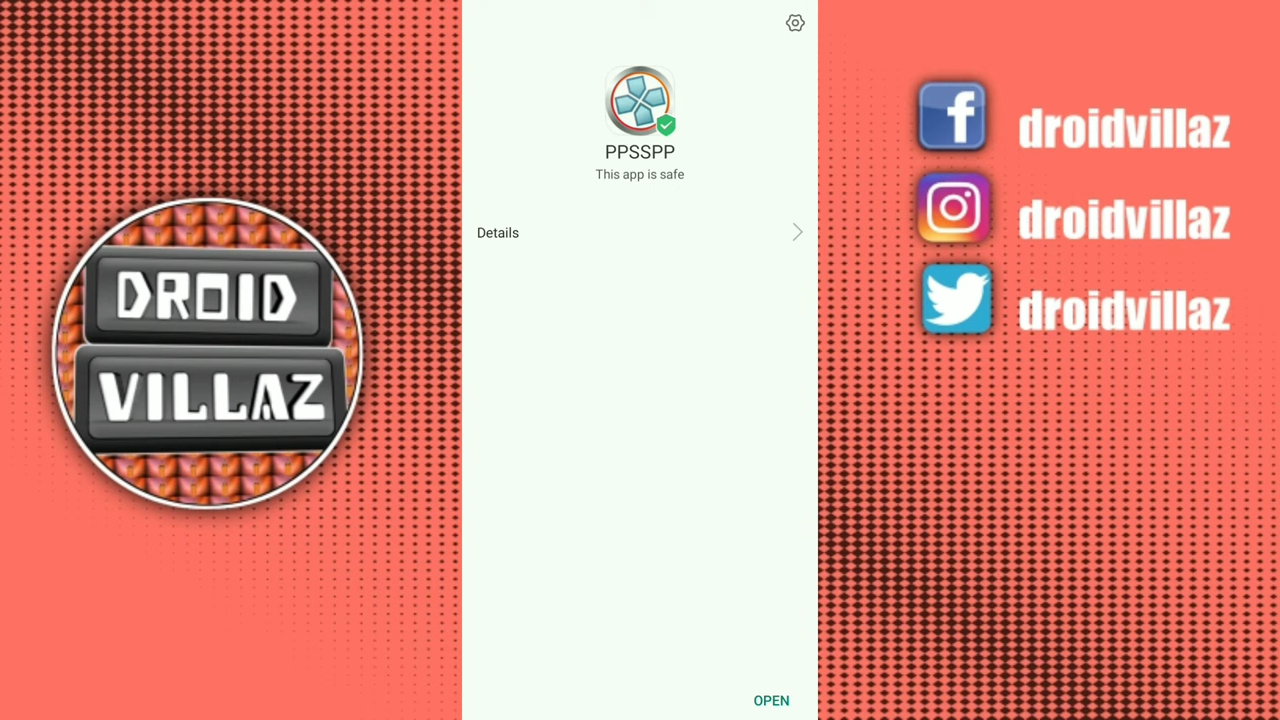 DROID
VILLAZ
PPSSPP
This app is safe
Details
OPEN
f droidvillaz
droidvillaz
droidvillaz